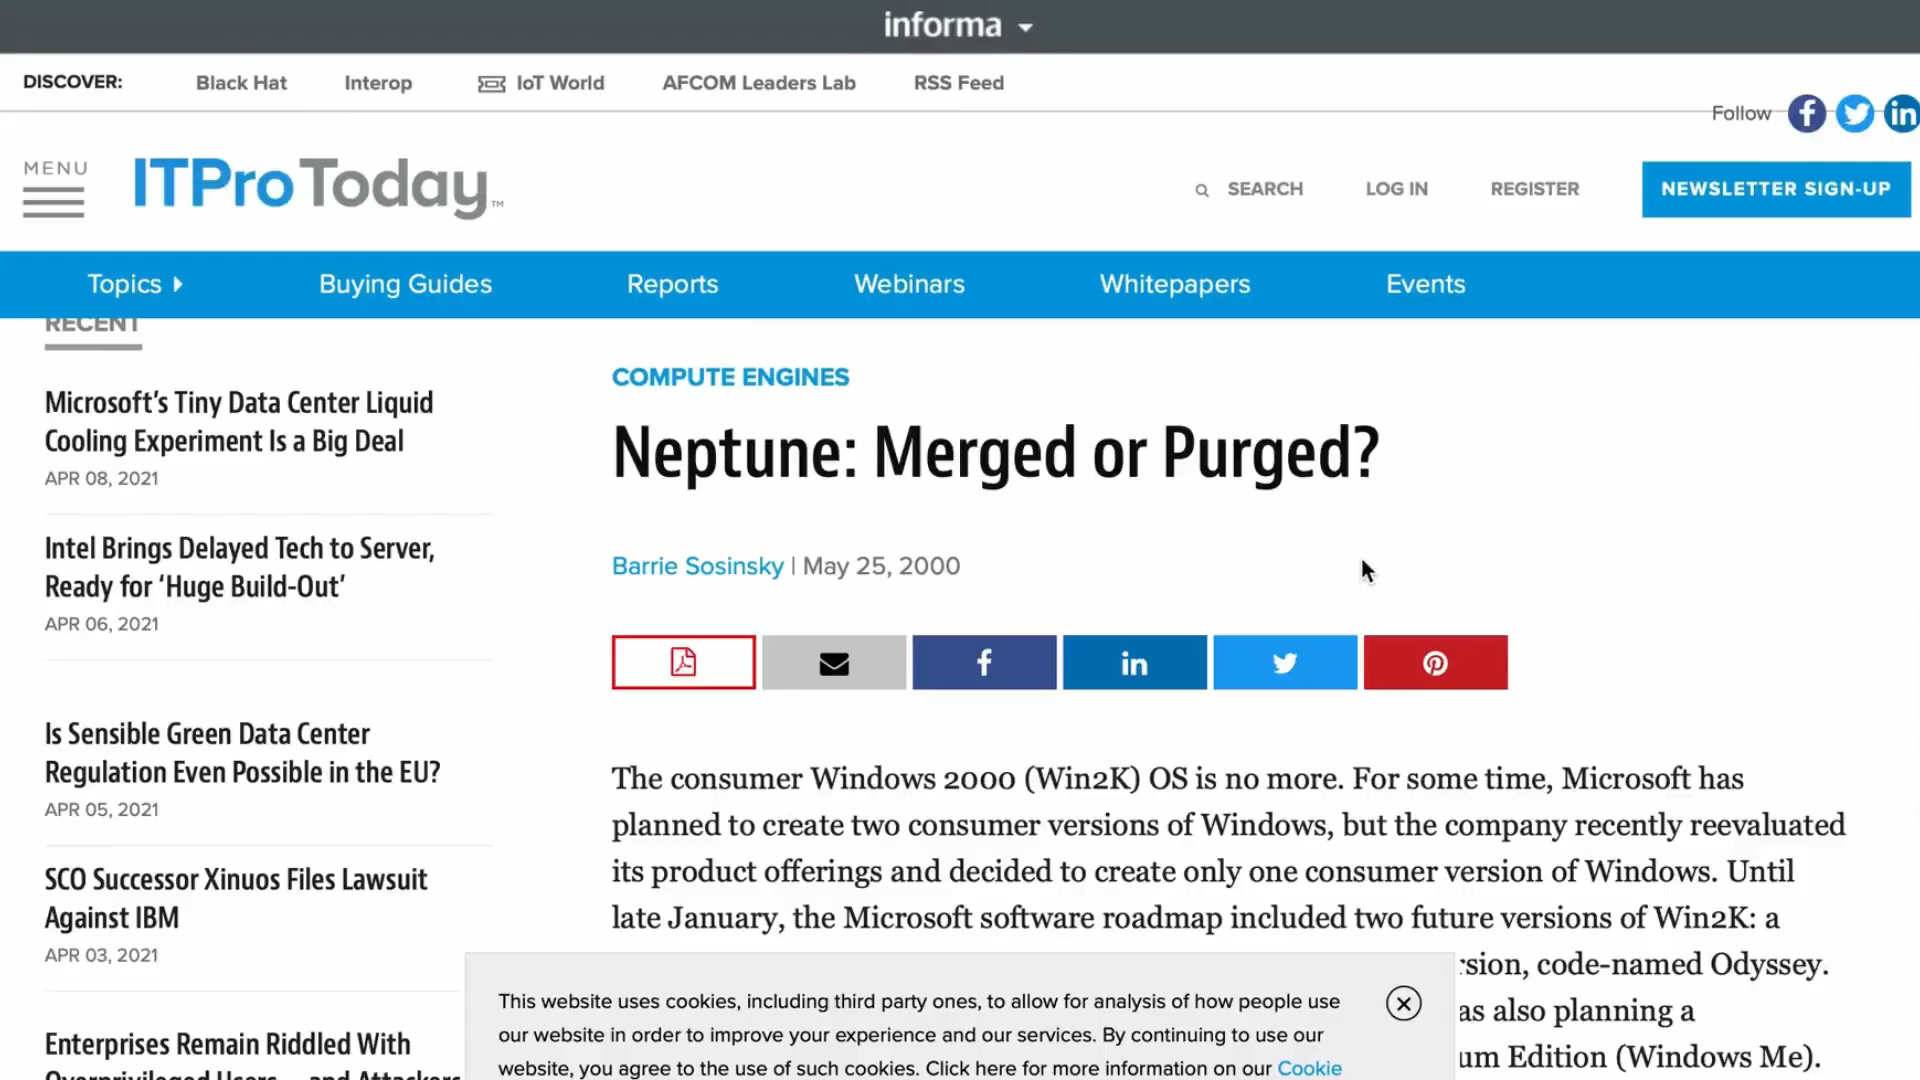 informa
DISCOVER: Black Hat Interop IoT World AFCOM Leaders Lab RSS Feed
Follow
MENU
ITPro Today™
SEARCH LOG IN REGISTER NEWSLETTER SIGN-UP
Topics Buying Guides Reports Webinars Whitepapers Events
RECENT
Microsoft's Tiny Data Center Liquid
Cooling Experiment Is a Big Deal
APR 08, 2021
Intel Brings Delayed Tech to Server,
Ready for ‘Huge Build-Out’
APR 06, 2021
Is Sensible Green Data Center
Regulation Even Possible in the EU?
APR 05, 2021
SCO Successor Xinuos Files Lawsuit
Against IBM
APR 03, 2021
Enterprises Remain Riddled With
Overprivileged Users
COMPUTE ENGINES
Neptune: Merged or Purged?
Barrie Sosinsky | May 25, 2000
The consumer Windows 2000 (Win2K) OS is no more. For some time, Microsoft has
planned to create two consumer versions of Windows, but the company recently reevaluated
its product offerings and decided to create only one consumer version of Windows. Until
late January, the Microsoft software roadmap included two future versions of Win2K: a
rsion, code-named Odyssey.
as also planning a
um Edition (Windows Me).
This website uses cookies, including third party ones, to allow for analysis of how people use
our website in order to improve your experience and our services. By continuing to use our
website, you agree to the use of such cookies. Click here for more information on our Cookie